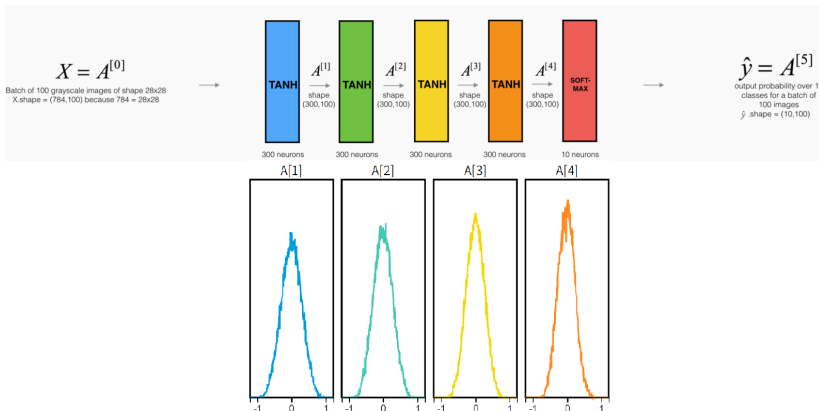 X = A[0]
Batch of 100 grayscale images of shape 28x28
X.shape = (784,100) because 784 = 28x28
TANH
300 neurons
A[1]
shape
(300,100)
TANH
300 neurons
A[2]
shape
(300,100)
TANH
300 neurons
A[3]
shape
(300,100)
TANH
300 neurons
A[4]
shape
(300,100)
SOFT-
MAX
10 neurons
ŷ = A[5]
output probability over 1
classes for a batch of
100 images
ŷ .shape = (10,100)
A[1]
A[2]
A[3]
A[4]
-1 0 1
-1 0 1
-1 0 1
-1 0 1